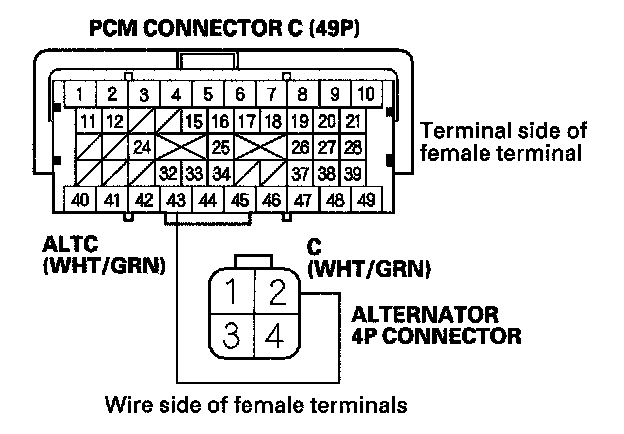 PCM CONNECTOR C (49P)
1 2 3 4 5 6 7 8 9 10
11 12 15 16 17 18 19 20 21
24 25 26 27 28
32 33 34 37 38 39
40 41 42 43 44 45 46 47 48 49
Terminal side of
female terminal
ALTC
(WHT/GRN)
C
(WHT/GRN)
1 2
3 4
ALTERNATOR
4P CONNECTOR
Wire side of female terminals